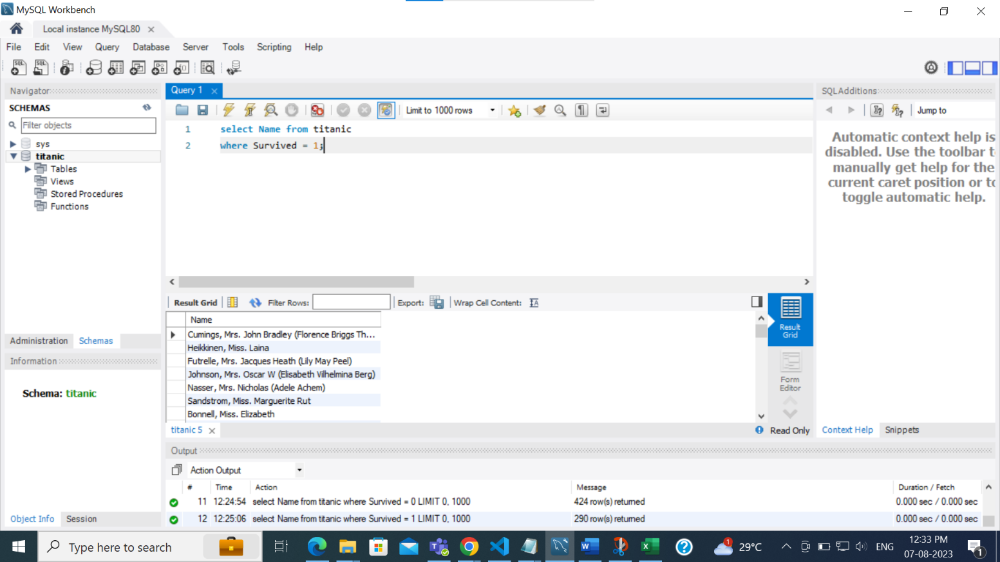 MySQL Workbench
Local instance MySQL80
File Edit View Query Database Server Tools Scripting Help
Navigator
SCHEMAS
Filter objects
sys
titanic
Tables
Views
Stored Procedures
Functions
Administration Schemas
Information
Schema: titanic
Object Info Session
Query 1
Limit to 1000 rows
1 select Name from titanic
2 where Survived = 1;
Result Grid Filter Rows: Export: Wrap Cell Content:
Name
Cumings, Mrs. John Bradley (Florence Briggs Th...
Heikkinen, Miss. Laina
Futrelle, Mrs. Jacques Heath (Lily May Peel)
Johnson, Mrs. Oscar W (Elisabeth Vilhelmina Berg)
Nasser, Mrs. Nicholas (Adele Achem)
Sandstrom, Miss. Marguerite Rut
Bonnell, Miss. Elizabeth
Result
Grid
Form
Editor
titanic 5
Read Only
SQLAdditions
Jump to
Automatic context help is
disabled. Use the toolbar t
manually get help for the
current caret position or to
toggle automatic help.
Context Help Snippets
Output
Action Output
# Time Action Message Duration / Fetch
11 12:24:54 select Name from titanic where Survived = 0 LIMIT 0, 1000 424 row(s) returned 0.000 sec / 0.000 sec
12 12:25:06 select Name from titanic where Survived = 1 LIMIT 0, 1000 290 row(s) returned 0.000 sec / 0.000 sec
Type here to search
1
29°C
ENG
12:33 PM
07-08-2023
1